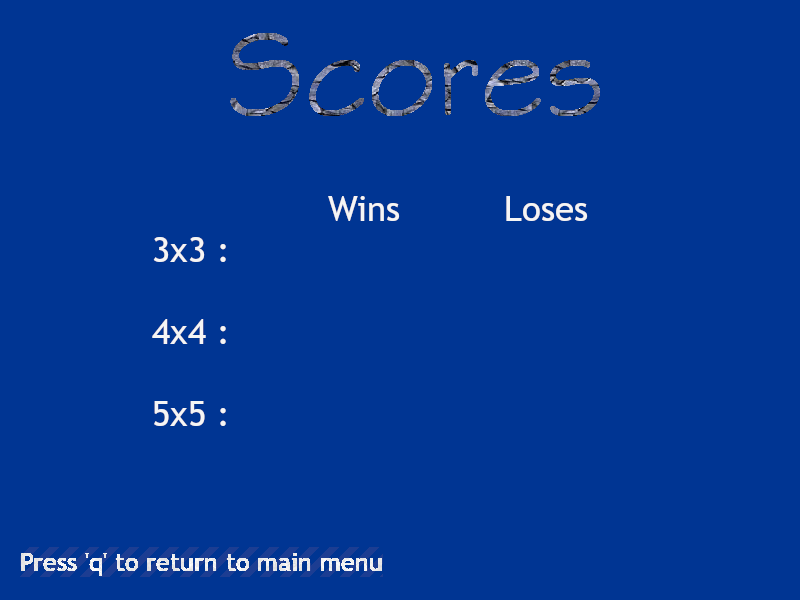 Scores
Wins Loses
3x3 :
4x4 :
5x5 :
Press 'q' to return to main menu